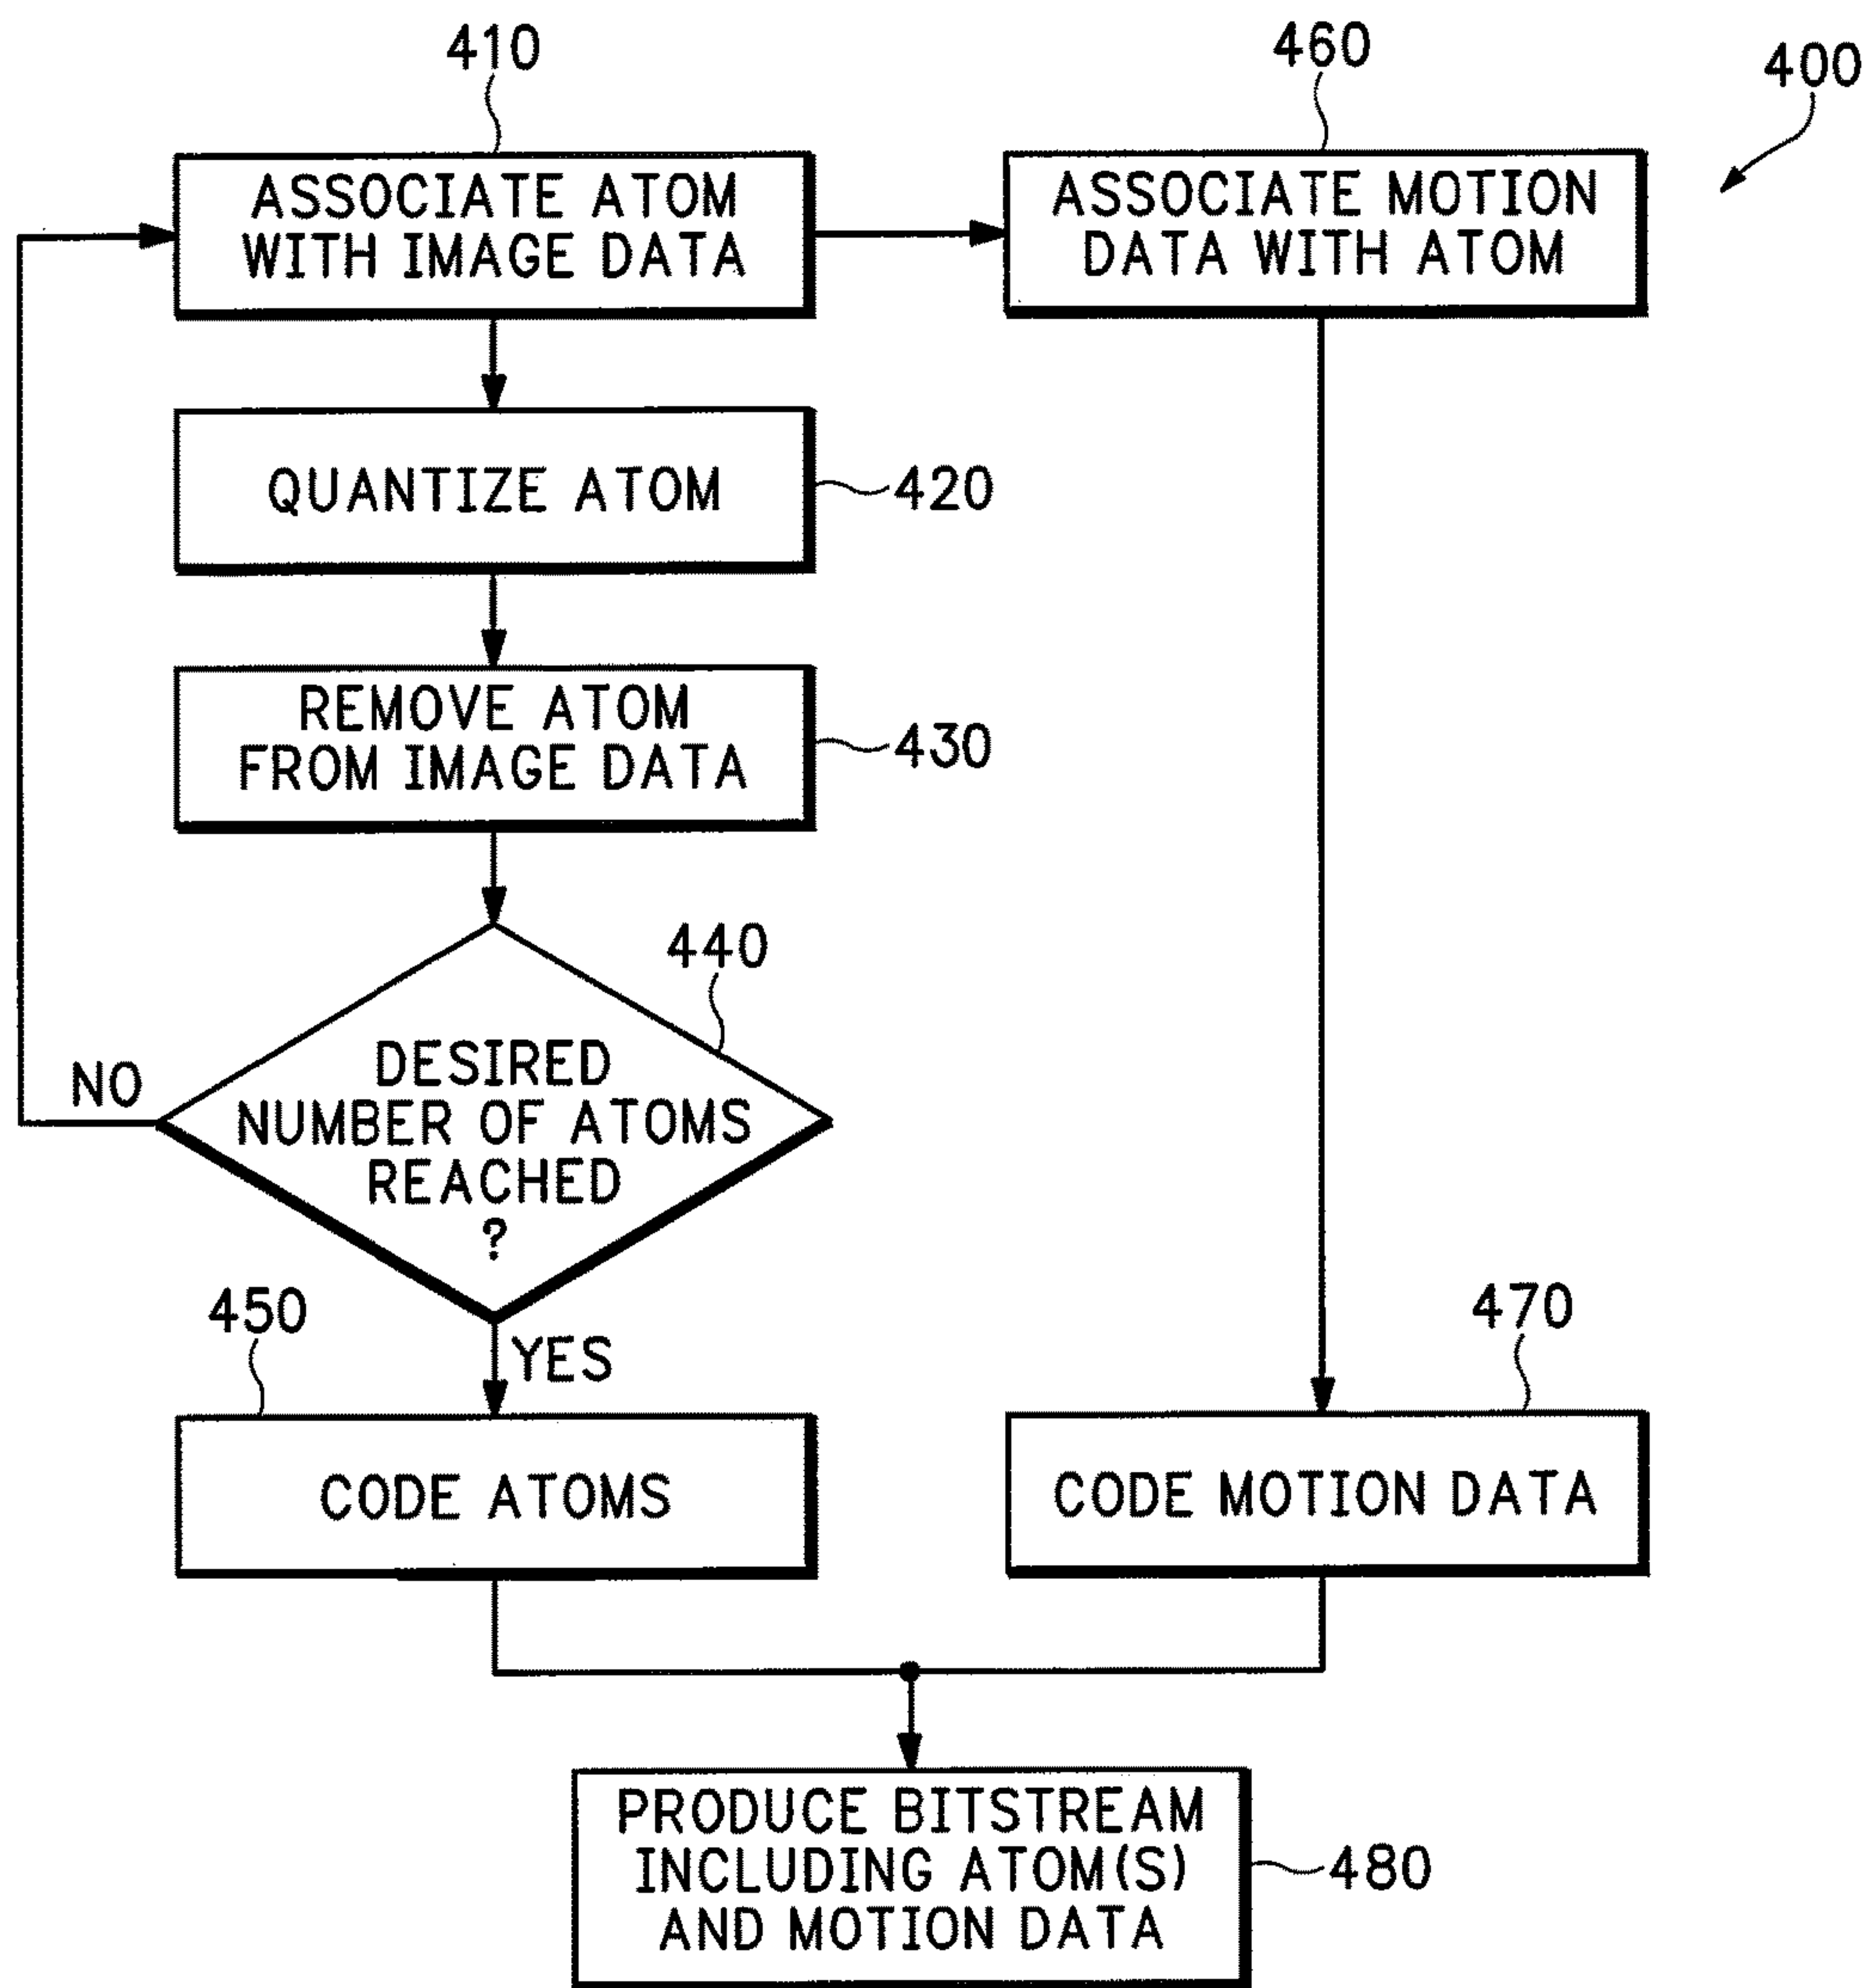 410
460
400
ASSOCIATE ATOM
WITH IMAGE DATA
ASSOCIATE MOTION
DATA WITH ATOM
QUANTIZE ATOM
420
REMOVE ATOM
FROM IMAGE DATA
430
440
NO
DESIRED
NUMBER OF ATOMS
REACHED
?
YES
450
470
CODE ATOMS
CODE MOTION DATA
PRODUCE BITSTREAM
INCLUDING ATOM(S)
AND MOTION DATA
480